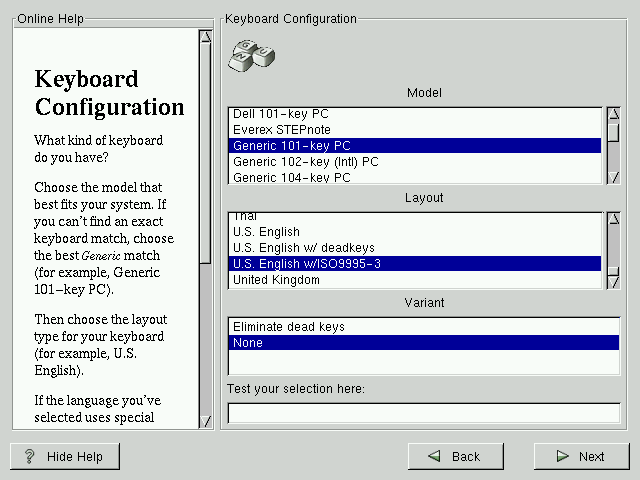 Online Help
Keyboard
Configuration
What kind of keyboard
do you have?
Choose the model that
best fits your system. If
you can't find an exact
keyboard match, choose
the best Generic match
(for example, Generic
101-key PC).
Then choose the layout
type for your keyboard
(for example, U.S.
English).
If the language you've
selected uses special
Keyboard Configuration
G U
N
Model
Dell 101-key PC
Everex STEPnote
Generic 101-key PC
Generic 102-key (Intl) PC
Generic 104-key PC
Layout
Thai
U.S. English
U.S. English w/ deadkeys
U.S. English w/ISO9995-3
United Kingdom
Variant
Eliminate dead keys
None
Test your selection here:
? Hide Help
Back
Next